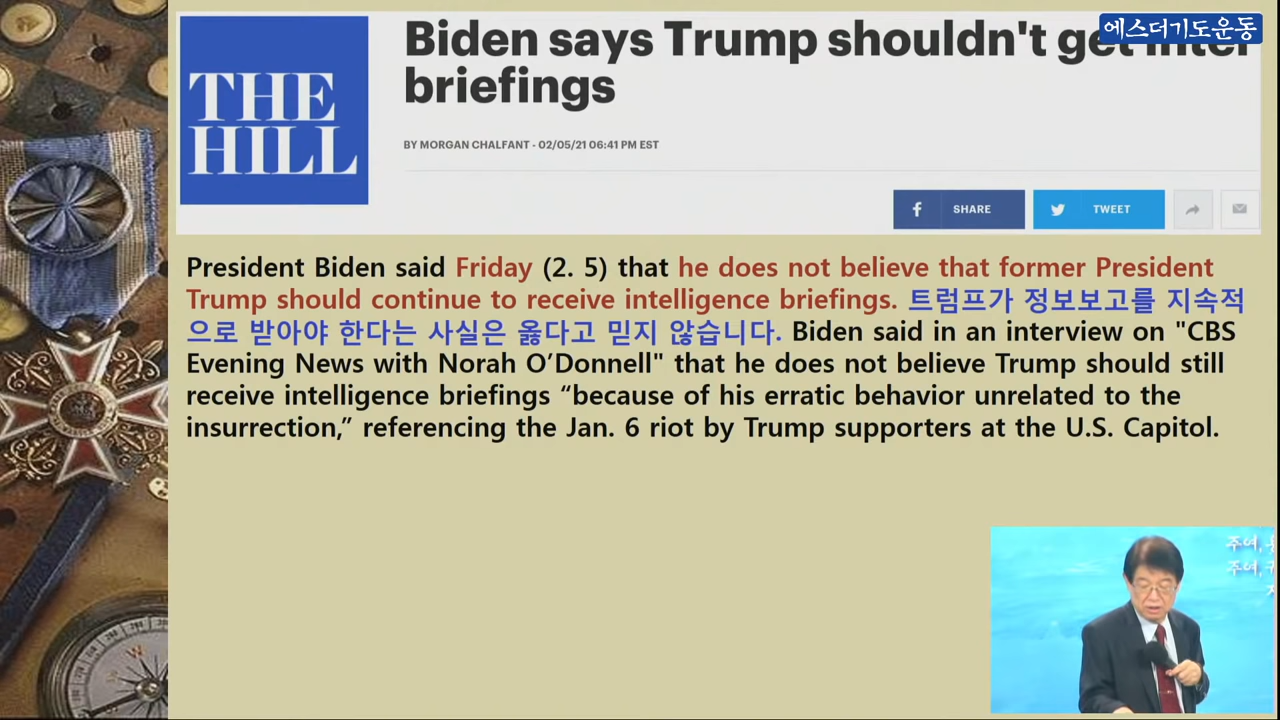 에스더기도운동
THE
HILL
Biden says Trump shouldn't get intel
briefings
BY MORGAN CHALFANT - 02/05/21 06:41 PM EST
SHARE
TWEET
President Biden said Friday (2. 5) that he does not believe that former President
Trump should continue to receive intelligence briefings. 트럼프가 정보보고를 지속적
으로 받아야 한다는 사실은 옳다고 믿지 않습니다. Biden said in an interview on "CBS
Evening News with Norah O’Donnell" that he does not believe Trump should still
receive intelligence briefings “because of his erratic behavior unrelated to the
insurrection,” referencing the Jan. 6 riot by Trump supporters at the U.S. Capitol.
주여,
주여,